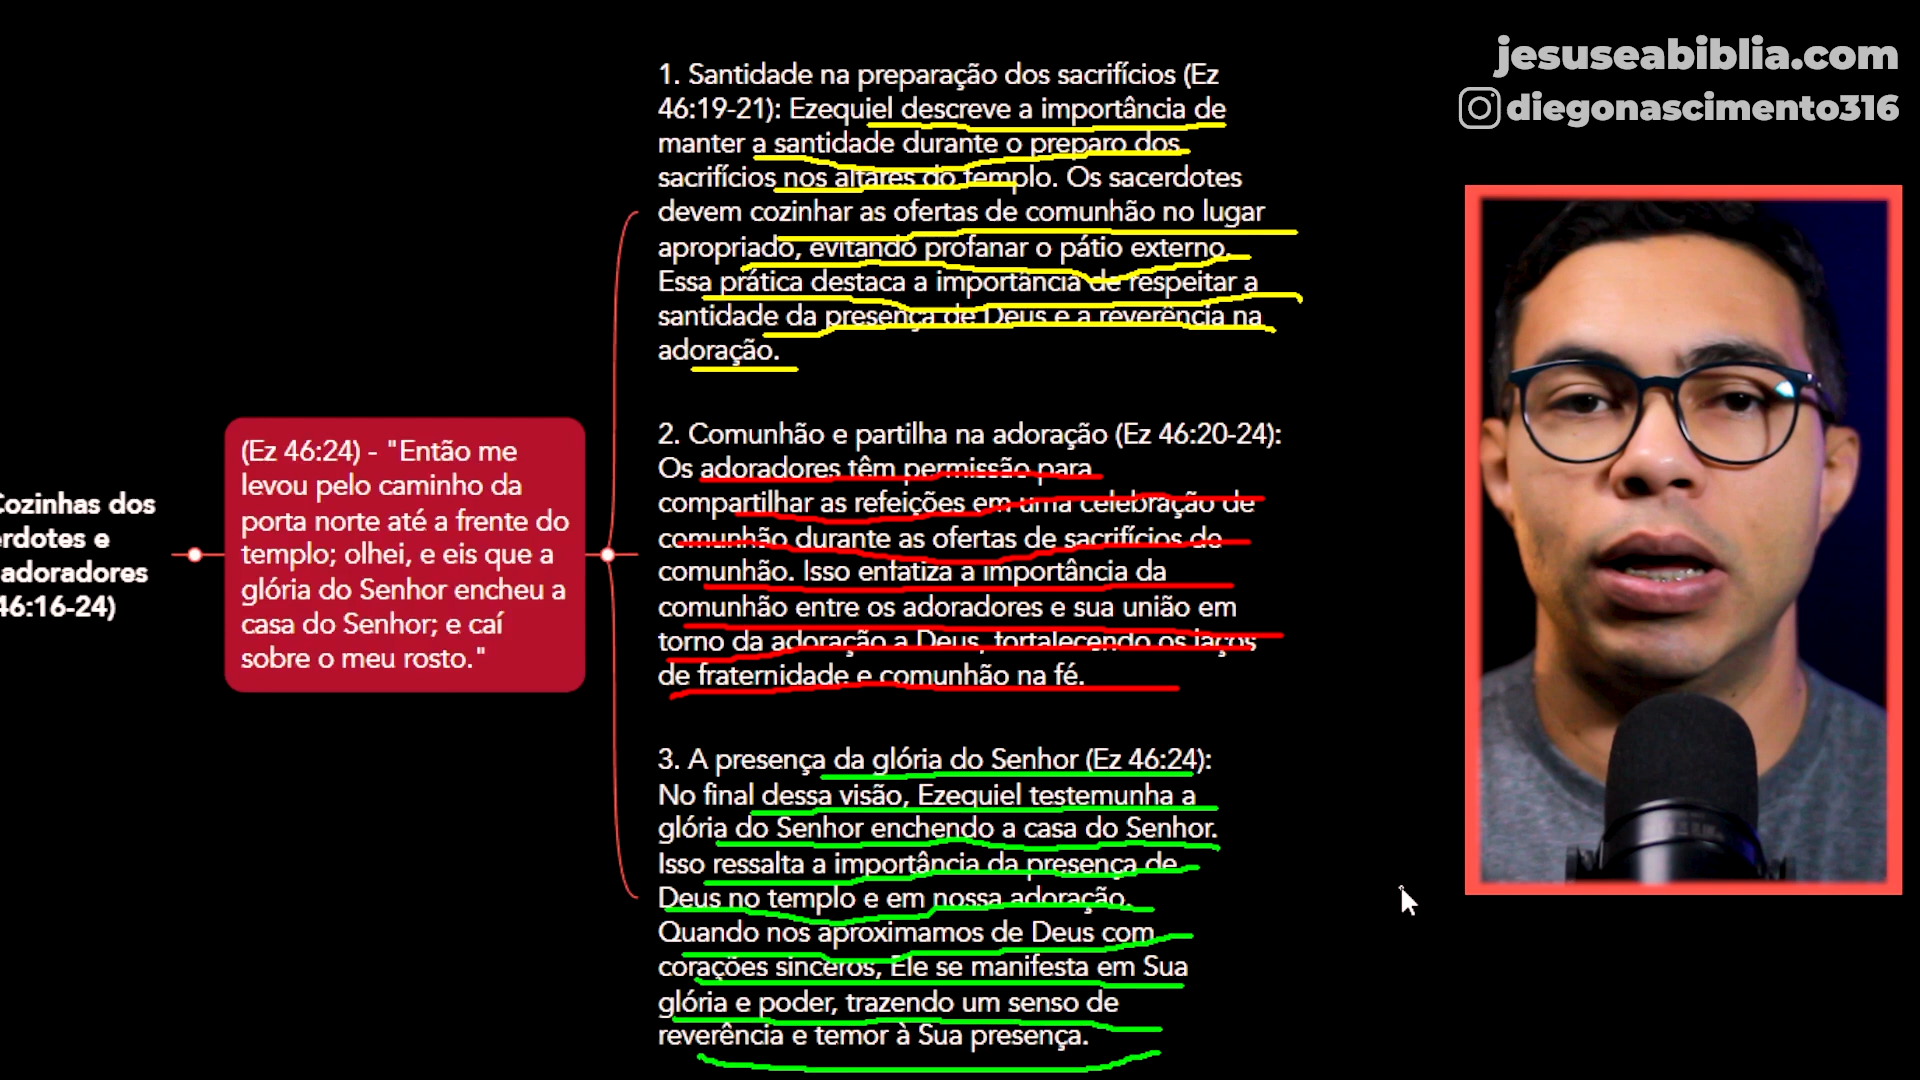 jesuseabiblia.com
diegonascimento316
1. Santidade na preparação dos sacrifícios (Ez
46:19-21): Ezequiel descreve a importância de
manter a santidade durante o preparo dos
sacrifícios nos altares do templo. Os sacerdotes
devem cozinhar as ofertas de comunhão no lugar
apropriado, evitando profanar o pátio externo.
Essa prática destaca a importância de respeitar a
santidade da presença de Deus e a reverência na
adoração.
Cozinhas dos
erdotes e
adoradores
46:16-24)
(Ez 46:24) - "Então me
levou pelo caminho da
porta norte até a frente do
templo; olhei, e eis que a
glória do Senhor encheu a
casa do Senhor; e caí
sobre o meu rosto."
2. Comunhão e partilha na adoração (Ez 46:20-24):
Os adoradores têm permissão para
compartilhar as refeições em uma celebração de
comunhão durante as ofertas de sacrifícios de
comunhão. Isso enfatiza a importância da
comunhão entre os adoradores e sua união em
torno da adoração a Deus, fortalecendo os laços
de fraternidade e comunhão na fé.
3. A presença da glória do Senhor (Ez 46:24):
No final dessa visão, Ezequiel testemunha a
glória do Senhor enchendo a casa do Senhor.
Isso ressalta a importância da presença de
Deus no templo e em nossa adoração.
Quando nos aproximamos de Deus com
corações sinceros, Ele se manifesta em Sua
glória e poder, trazendo um senso de
reverência e temor à Sua presença.